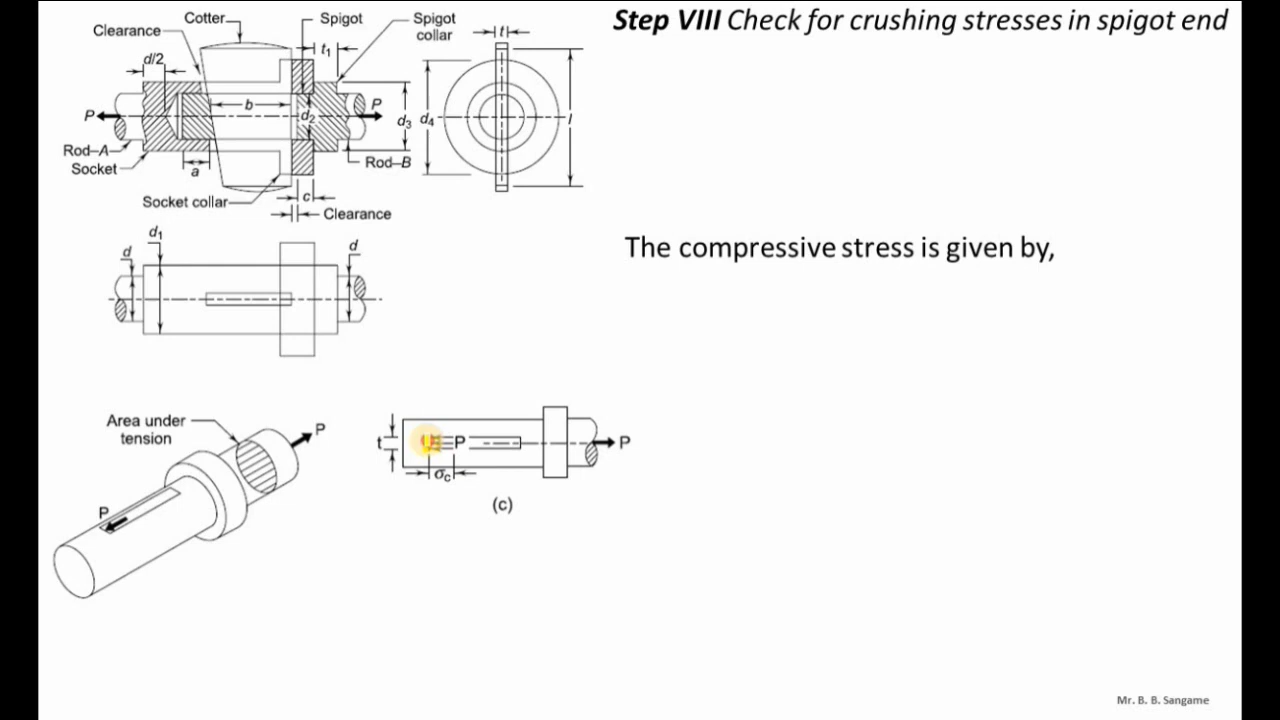 Step VIII Check for crushing stresses in spigot end
Cotter
Spigot
Spigot collar
Clearance
t1
d/2
t
P
b
P
d2
d3
d4
l
Rod–A
Rod–B
Socket
a
Socket collar
c
Clearance
The compressive stress is given by,
d1
d
d
Area under tension
P
P
t
P
P
σc
(c)
Mr. B. B. Sangame